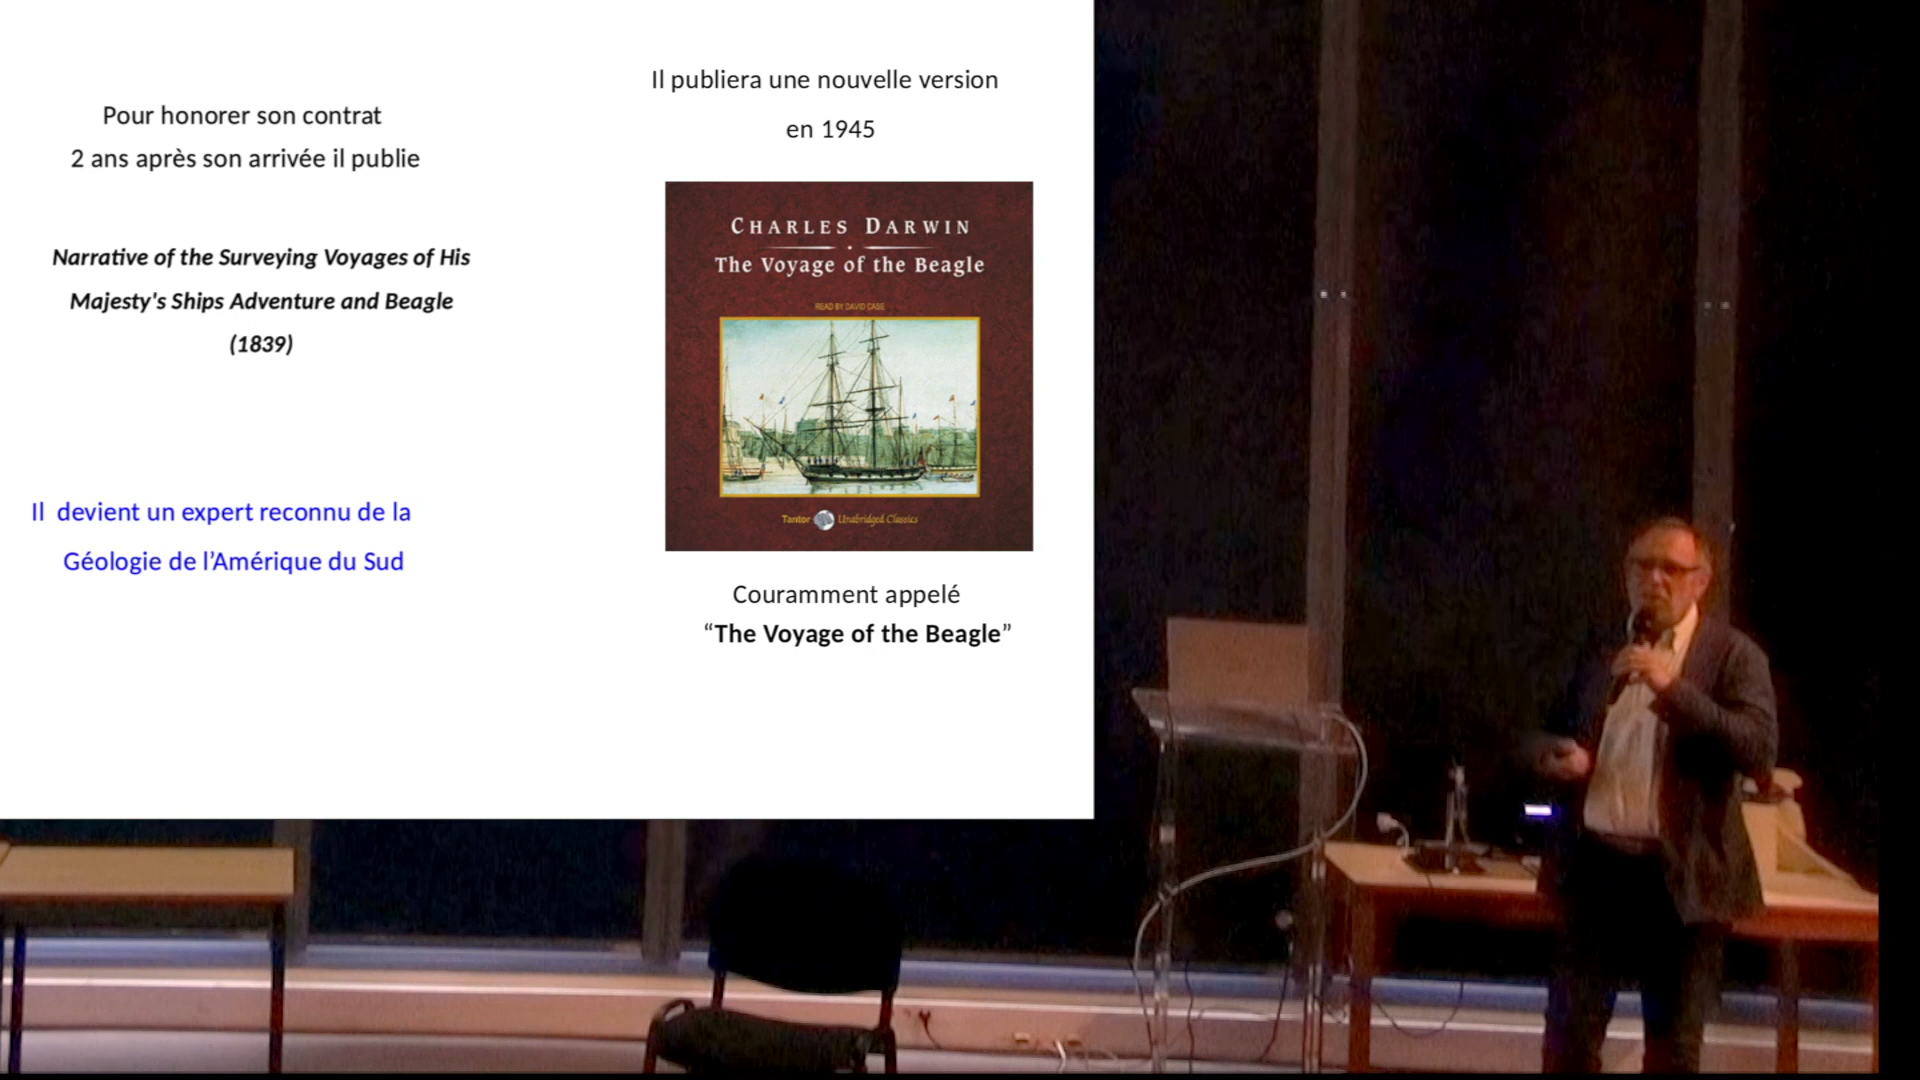 Pour honorer son contrat
2 ans après son arrivée il publie
Narrative of the Surveying Voyages of His
Majesty's Ships Adventure and Beagle
(1839)
Il devient un expert reconnu de la
Géologie de l’Amérique du Sud
Il publiera une nouvelle version
en 1945
CHARLES DARWIN
The Voyage of the Beagle
READ BY DAVID CASE
Tantor Unabridged Classics
Couramment appelé
“The Voyage of the Beagle”